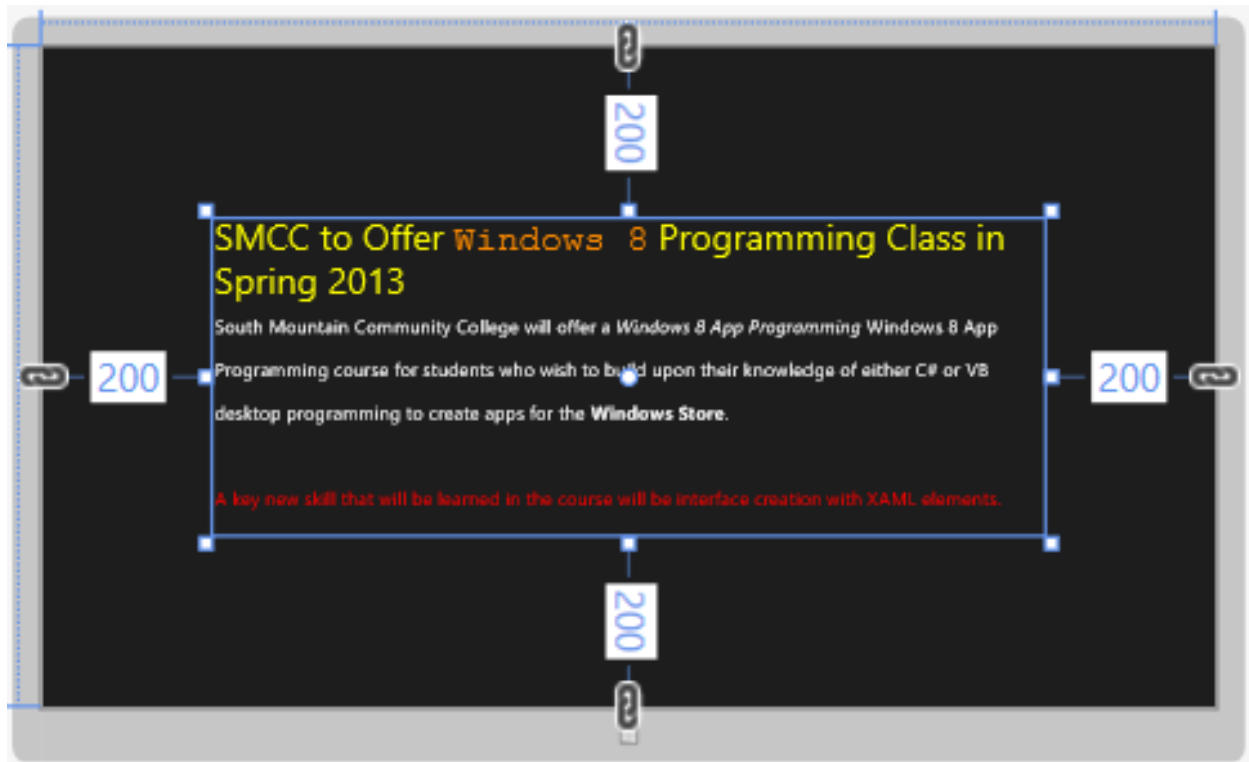 200
SMCC to Offer Windows 8 Programming Class in
Spring 2013
South Mountain Community College will offer a Windows 8 App Programming Windows 8 App
200
Programming course for students who wish to build upon their knowledge of either C# or VB
200
desktop programming to create apps for the Windows Store.
A key new skill that will be learned in the course will be interface creation with XAML elements.
200